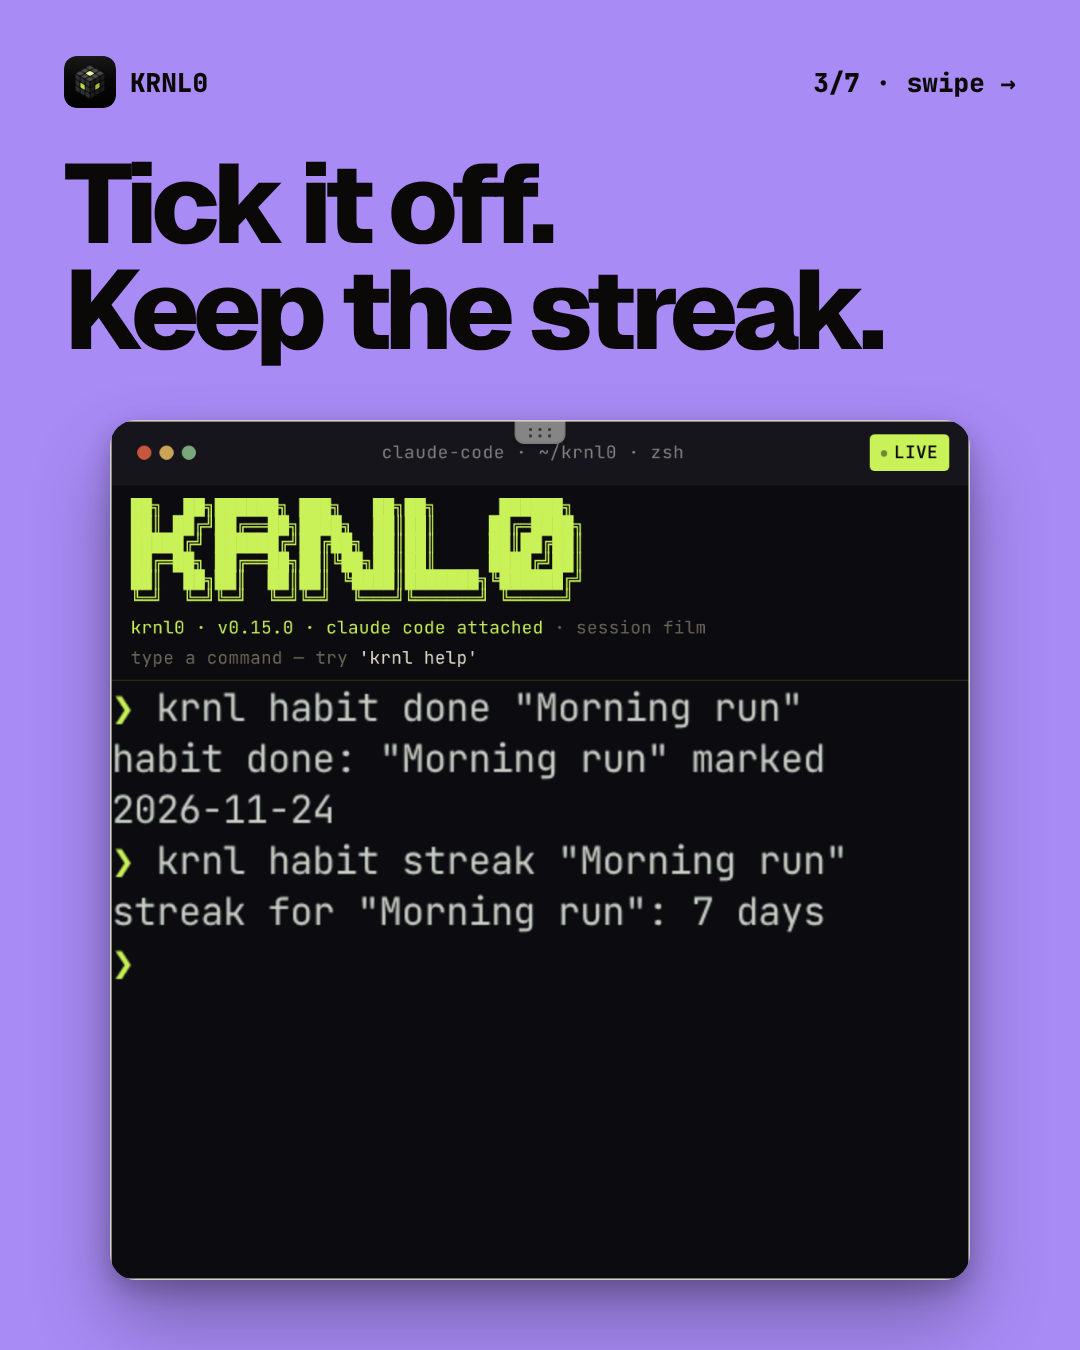 KRNL0
3/7 · swipe →
Tick it off.
Keep the streak.
claude-code · ~/krnl0 · zsh
LIVE
KRNL_0
krnl0 · v0.15.0 · claude code attached · session film
type a command — try 'krnl help'
❯ krnl habit done "Morning run"
habit done: "Morning run" marked
2026-11-24
❯ krnl habit streak "Morning run"
streak for "Morning run": 7 days
❯